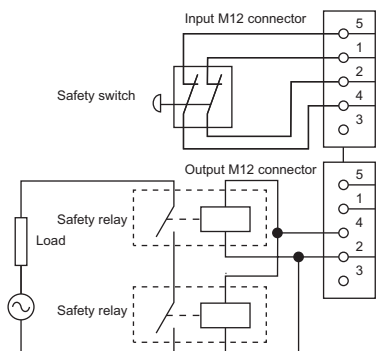 Input M12 connector
5
1
2
4
3
Safety switch
Output M12 connector
5
1
4
2
3
Safety relay
Load
Safety relay